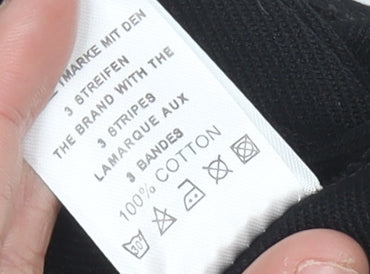 MARKE MIT DEN
3 STREIFEN
THE BRAND WITH THE
3 STRIPES
LAMARQUE AUX
3 BANDES
100% COTTON
30°